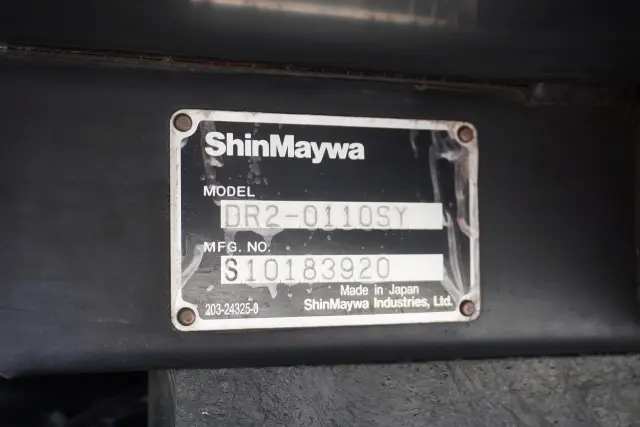 ShinMaywa
MODEL
DR2-0110SY
MFG. NO.
S10183920
Made in Japan
203-24325-0
ShinMaywa Industries, Ltd.